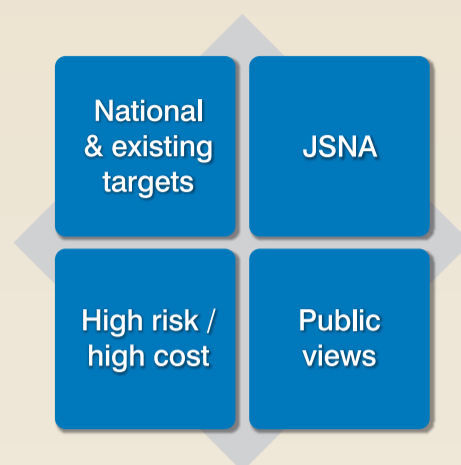 National
& existing
targets
JSNA
High risk /
high cost
Public
views